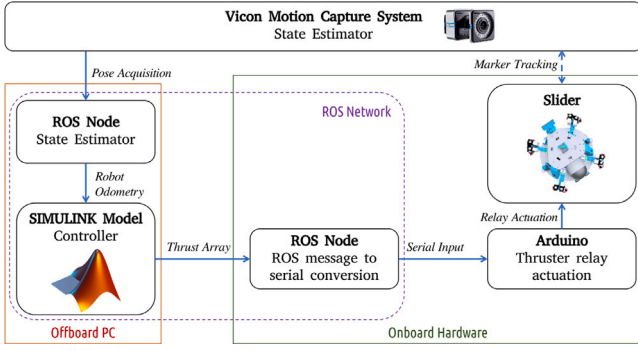 Vicon Motion Capture System
State Estimator
Pose Acquisition
Marker Tracking
ROS Network
ROS Node
State Estimator
Slider
Robot
Odometry
SIMULINK Model
Controller
Thrust Array
ROS Node
ROS message to
serial conversion
Serial Input
Relay Actuation
Arduino
Thruster relay
actuation
Offboard PC
Onboard Hardware